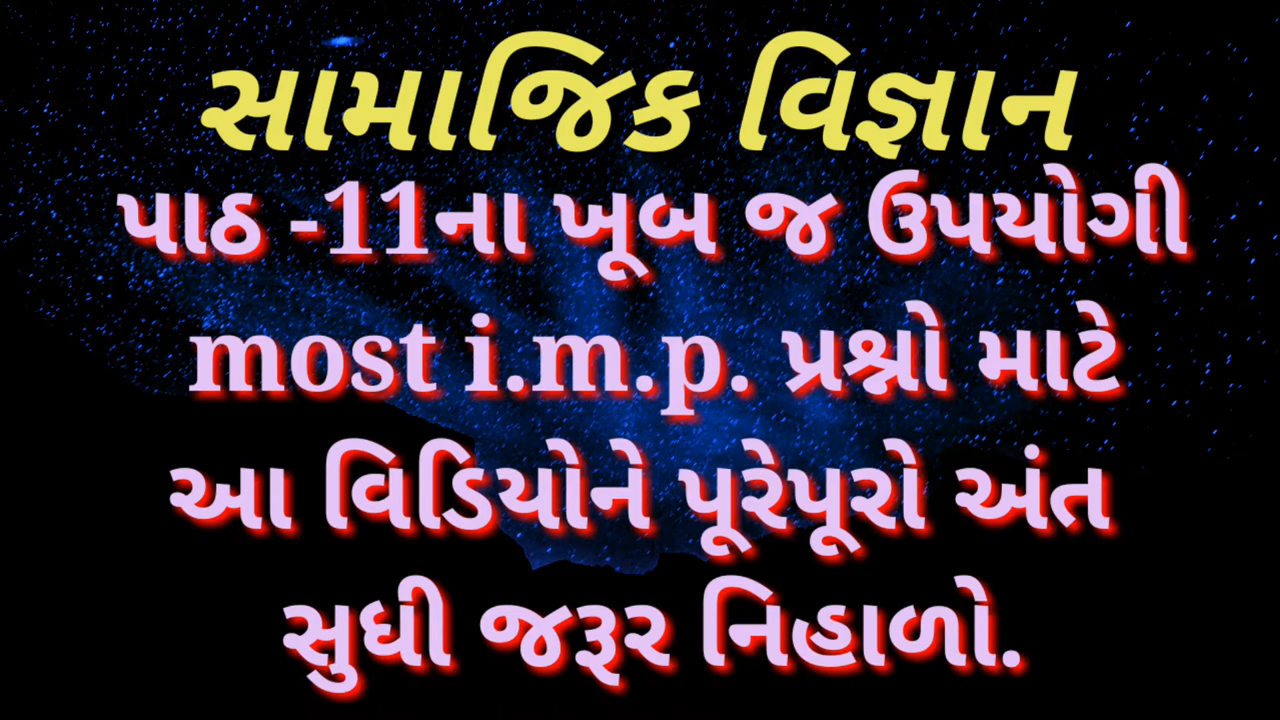 સામાજિક વિજ્ઞાન
પાઠ -11ના ખૂબ જ ઉપયોગી
most i.m.p. પ્રશ્નો માટે
આ વિડિયોને પૂરેપૂરો અંત
સુધી જરૂર નિહાળો.